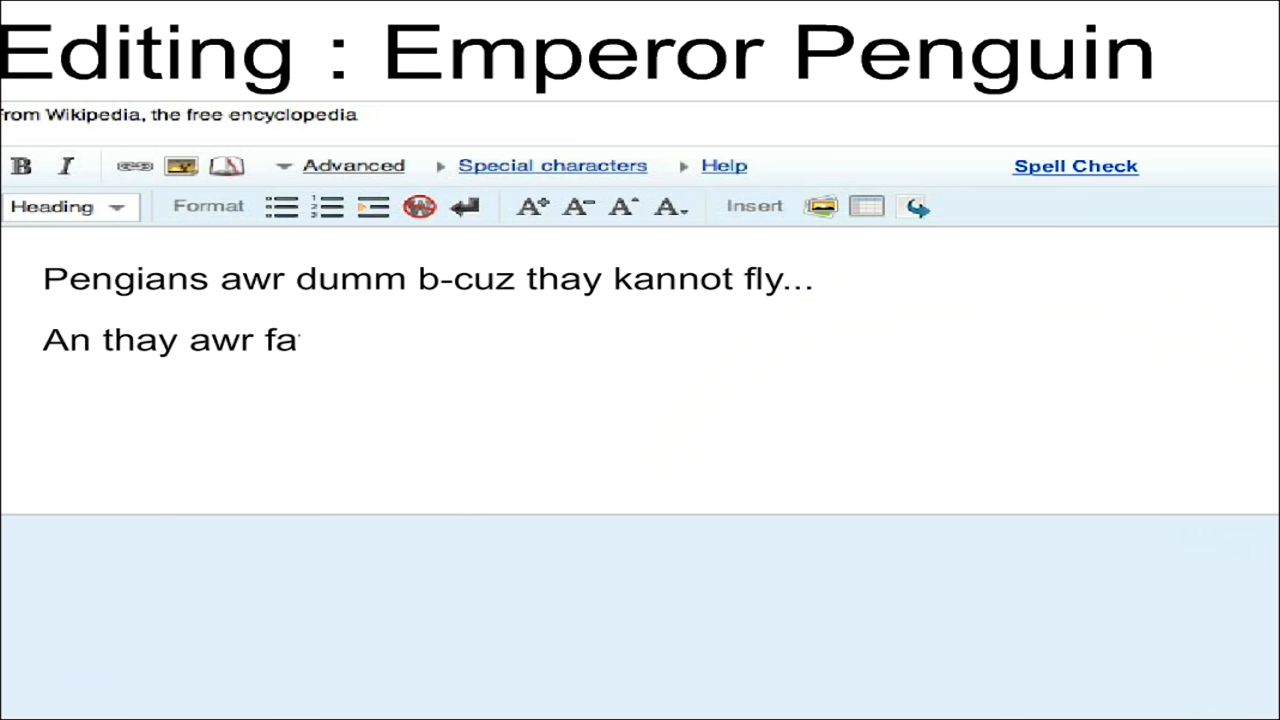 Editing : Emperor Penguin
From Wikipedia, the free encyclopedia
B I Advanced Special characters Help Spell Check
Heading Format A+ A- A Insert
Pengians awr dumm b-cuz thay kannot fly...
An thay awr fa